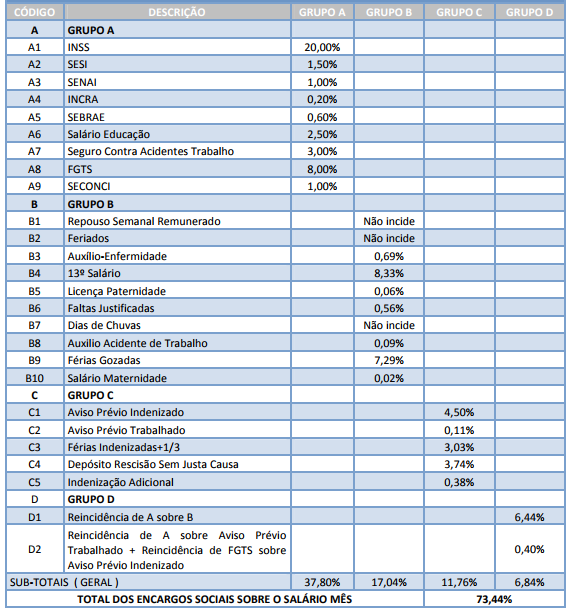 CÓDIGO DESCRIÇÃO GRUPO A GRUPO B GRUPO C GRUPO D
A GRUPO A
A1 INSS 20,00%
A2 SESI 1,50%
A3 SENAI 1,00%
A4 INCRA 0,20%
A5 SEBRAE 0,60%
A6 Salário Educação 2,50%
A7 Seguro Contra Acidentes Trabalho 3,00%
A8 FGTS 8,00%
A9 SECONCI 1,00%
B GRUPO B
B1 Repouso Semanal Remunerado Não incide
B2 Feriados Não incide
B3 Auxílio-Enfermidade 0,69%
B4 13º Salário 8,33%
B5 Licença Paternidade 0,06%
B6 Faltas Justificadas 0,56%
B7 Dias de Chuvas Não incide
B8 Auxilio Acidente de Trabalho 0,09%
B9 Férias Gozadas 7,29%
B10 Salário Maternidade 0,02%
C GRUPO C
C1 Aviso Prévio Indenizado 4,50%
C2 Aviso Prévio Trabalhado 0,11%
C3 Férias Indenizadas+1/3 3,03%
C4 Depósito Rescisão Sem Justa Causa 3,74%
C5 Indenização Adicional 0,38%
D GRUPO D
D1 Reincidência de A sobre B 6,44%
Reincidência de A sobre Aviso Prévio
D2 Trabalhado + Reincidência de FGTS sobre 0,40%
Aviso Prévio Indenizado
SUB-TOTAIS ( GERAL ) 37,80% 17,04% 11,76% 6,84%
TOTAL DOS ENCARGOS SOCIAIS SOBRE O SALÁRIO MÊS 73,44%